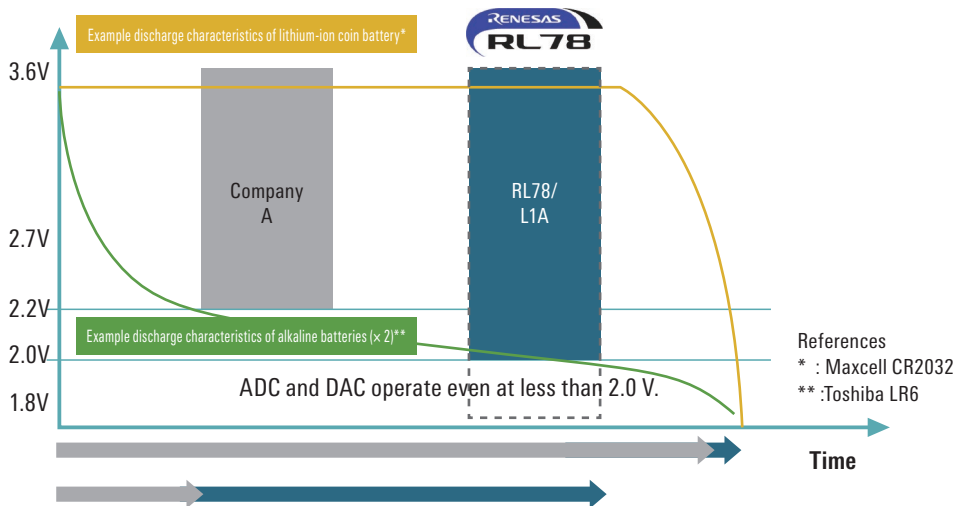 RENESAS
RL78
Example discharge characteristics of lithium-ion coin battery*
3.6V
Company
A
RL78/
L1A
2.7V
2.2V
Example discharge characteristics of alkaline batteries (× 2)**
2.0V
ADC and DAC operate even at less than 2.0 V.
1.8V
References
* : Maxcell CR2032
** :Toshiba LR6
Time